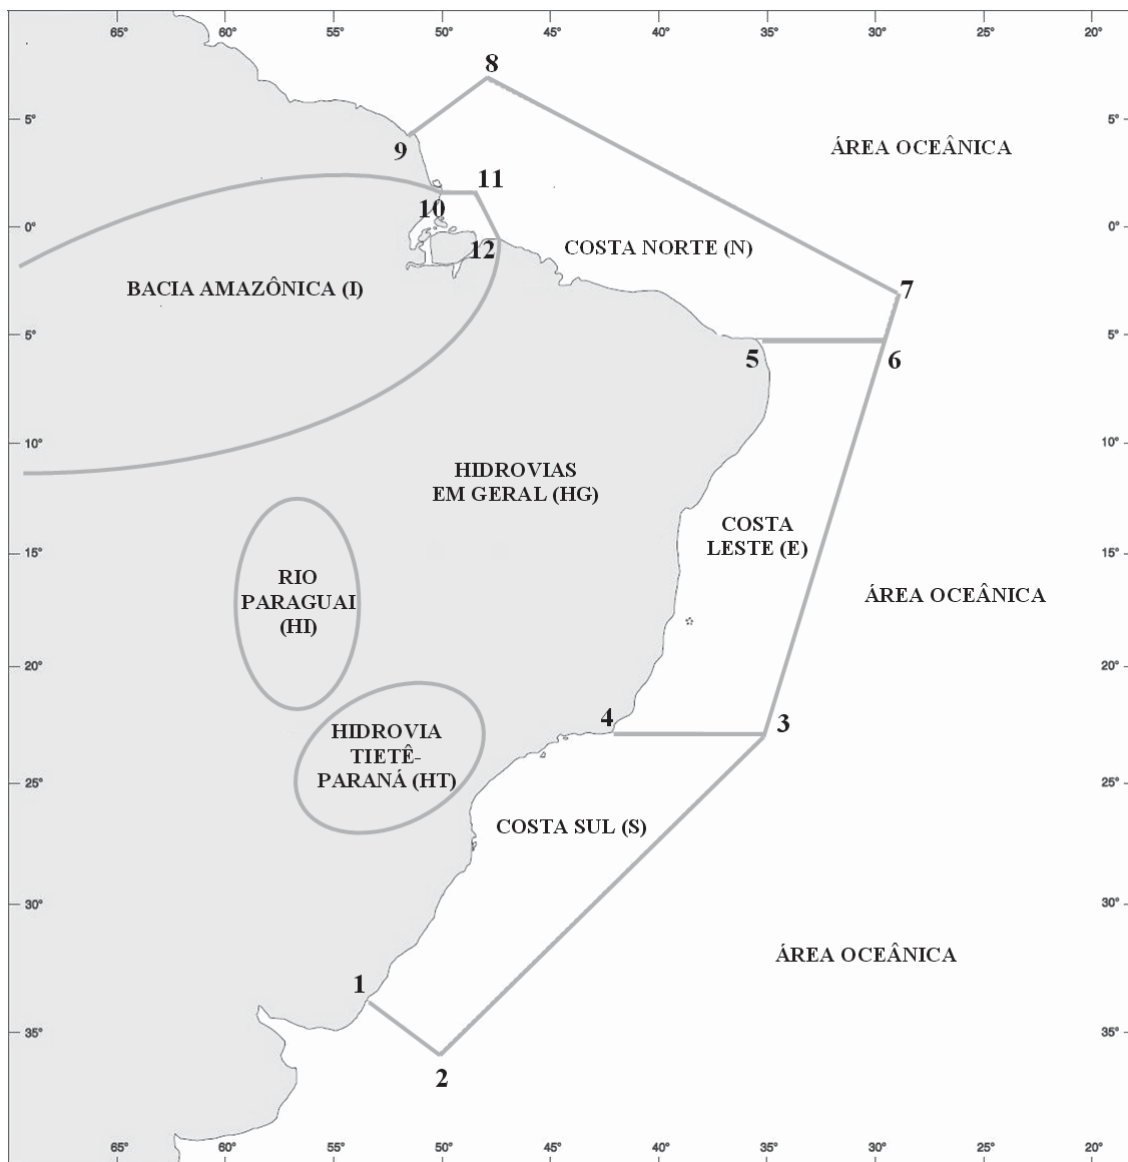 65° 60° 55° 50° 45° 40° 35° 30° 25° 20°
8
5° 5°
9
ÁREA OCEÂNICA
11
10
0° 0°
12
COSTA NORTE (N)
BACIA AMAZÔNICA (I)
7
5° 5°
5
6
10° 10°
HIDROVIAS
EM GERAL (HG)
COSTA
LESTE (E)
15° 15°
RIO
PARAGUAI
(HI)
ÁREA OCEÂNICA
20° 20°
4
3
HIDROVIA
TIETÊ-
PARANÁ (HT)
25° 25°
COSTA SUL (S)
30° 30°
ÁREA OCEÂNICA
1
35° 35°
2
65° 60° 55° 50° 45° 40° 35° 30° 25° 20°